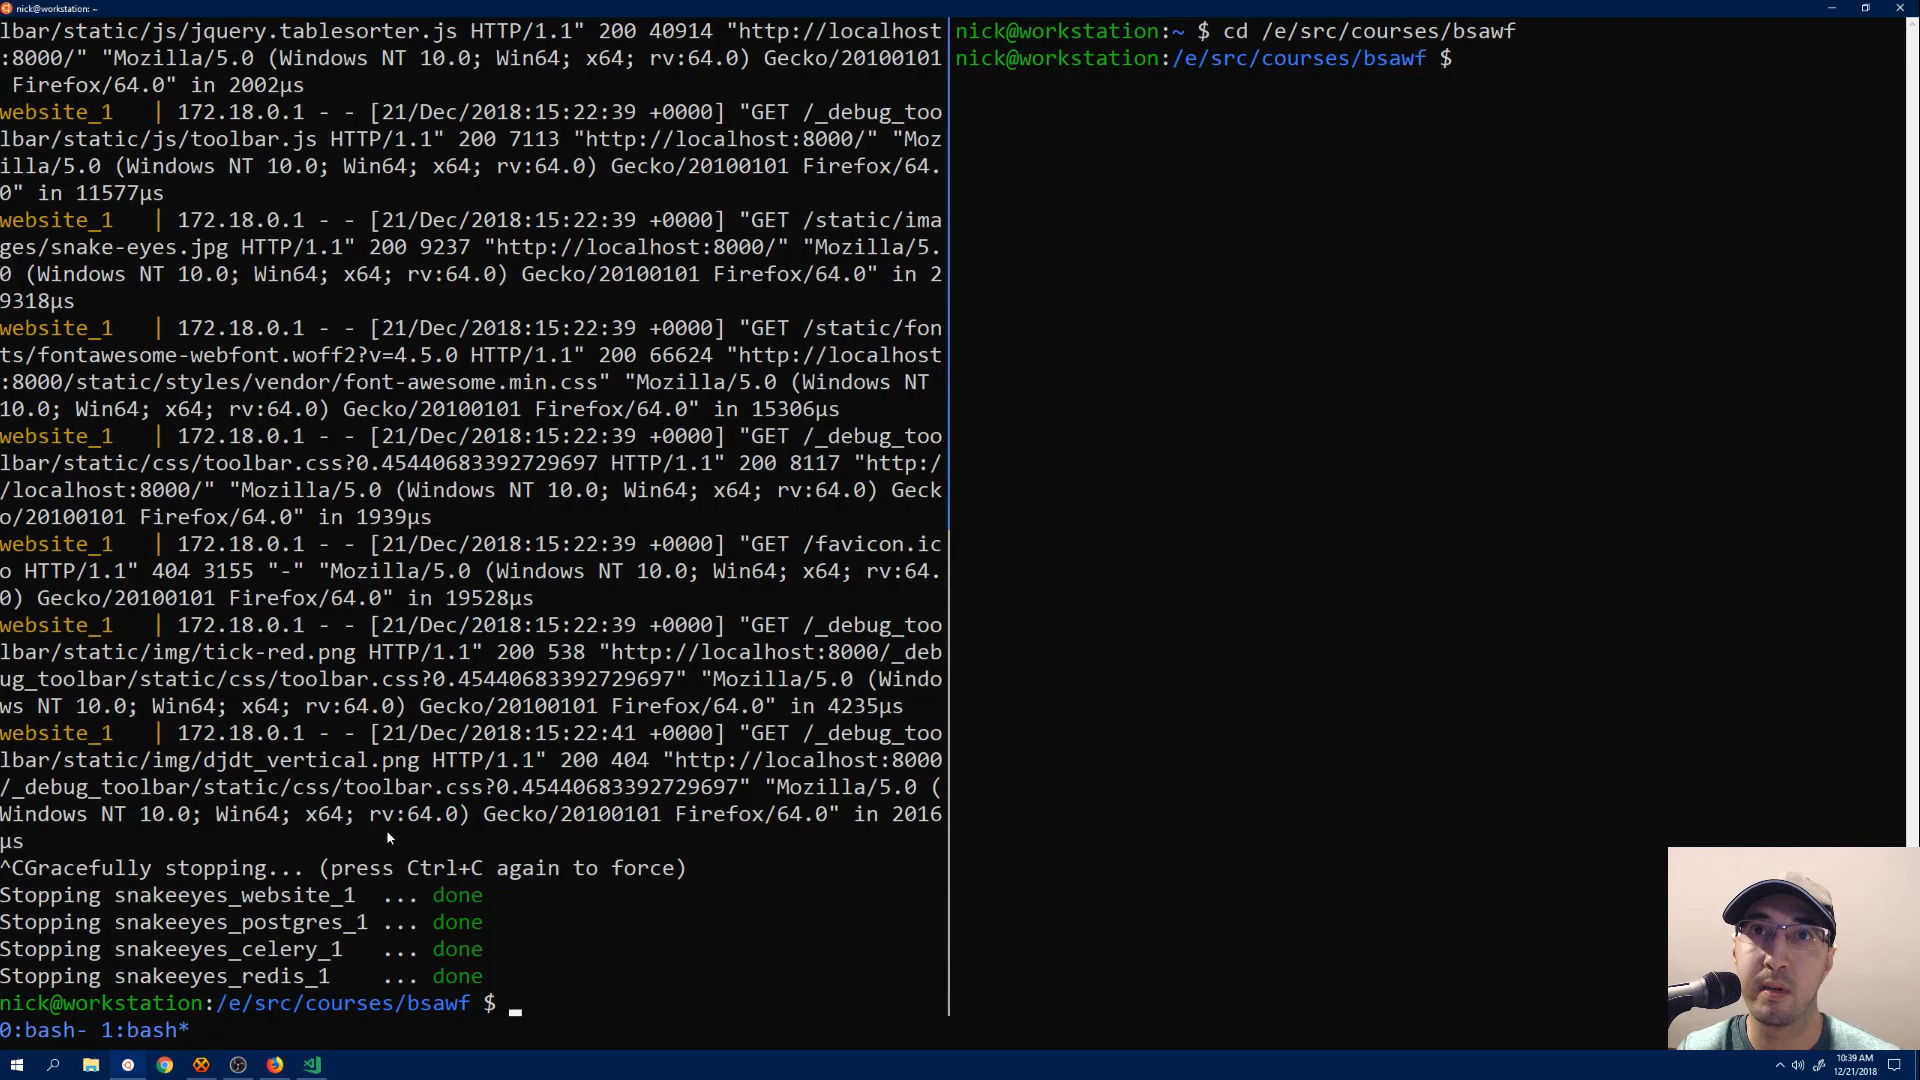 nick@workstation: ~
lbar/static/js/jquery.tablesorter.js HTTP/1.1" 200 40914 "http://localhost
:8000/" "Mozilla/5.0 (Windows NT 10.0; Win64; x64; rv:64.0) Gecko/20100101
Firefox/64.0" in 2002µs
website_1   | 172.18.0.1 - - [21/Dec/2018:15:22:39 +0000] "GET /_debug_too
lbar/static/js/toolbar.js HTTP/1.1" 200 7113 "http://localhost:8000/" "Moz
illa/5.0 (Windows NT 10.0; Win64; x64; rv:64.0) Gecko/20100101 Firefox/64.
0" in 11577µs
website_1   | 172.18.0.1 - - [21/Dec/2018:15:22:39 +0000] "GET /static/ima
ges/snake-eyes.jpg HTTP/1.1" 200 9237 "http://localhost:8000/" "Mozilla/5.
0 (Windows NT 10.0; Win64; x64; rv:64.0) Gecko/20100101 Firefox/64.0" in 2
9318µs
website_1   | 172.18.0.1 - - [21/Dec/2018:15:22:39 +0000] "GET /static/fon
ts/fontawesome-webfont.woff2?v=4.5.0 HTTP/1.1" 200 66624 "http://localhost
:8000/static/styles/vendor/font-awesome.min.css" "Mozilla/5.0 (Windows NT
10.0; Win64; x64; rv:64.0) Gecko/20100101 Firefox/64.0" in 15306µs
website_1   | 172.18.0.1 - - [21/Dec/2018:15:22:39 +0000] "GET /_debug_too
lbar/static/css/toolbar.css?0.45440683392729697 HTTP/1.1" 200 8117 "http:/
/localhost:8000/" "Mozilla/5.0 (Windows NT 10.0; Win64; x64; rv:64.0) Geck
o/20100101 Firefox/64.0" in 1939µs
website_1   | 172.18.0.1 - - [21/Dec/2018:15:22:39 +0000] "GET /favicon.ic
o HTTP/1.1" 404 3155 "-" "Mozilla/5.0 (Windows NT 10.0; Win64; x64; rv:64.
0) Gecko/20100101 Firefox/64.0" in 19528µs
website_1   | 172.18.0.1 - - [21/Dec/2018:15:22:39 +0000] "GET /_debug_too
lbar/static/img/tick-red.png HTTP/1.1" 200 538 "http://localhost:8000/_deb
ug_toolbar/static/css/toolbar.css?0.45440683392729697" "Mozilla/5.0 (Windo
ws NT 10.0; Win64; x64; rv:64.0) Gecko/20100101 Firefox/64.0" in 4235µs
website_1   | 172.18.0.1 - - [21/Dec/2018:15:22:41 +0000] "GET /_debug_too
lbar/static/img/djdt_vertical.png HTTP/1.1" 200 404 "http://localhost:8000
/_debug_toolbar/static/css/toolbar.css?0.45440683392729697" "Mozilla/5.0 (
Windows NT 10.0; Win64; x64; rv:64.0) Gecko/20100101 Firefox/64.0" in 2016
µs
^CGracefully stopping... (press Ctrl+C again to force)
Stopping snakeeyes_website_1  ... done
Stopping snakeeyes_postgres_1 ... done
Stopping snakeeyes_celery_1   ... done
Stopping snakeeyes_redis_1    ... done
nick@workstation:/e/src/courses/bsawf $
nick@workstation:~ $ cd /e/src/courses/bsawf
nick@workstation:/e/src/courses/bsawf $
0:bash- 1:bash*
10:39 AM
12/21/2018